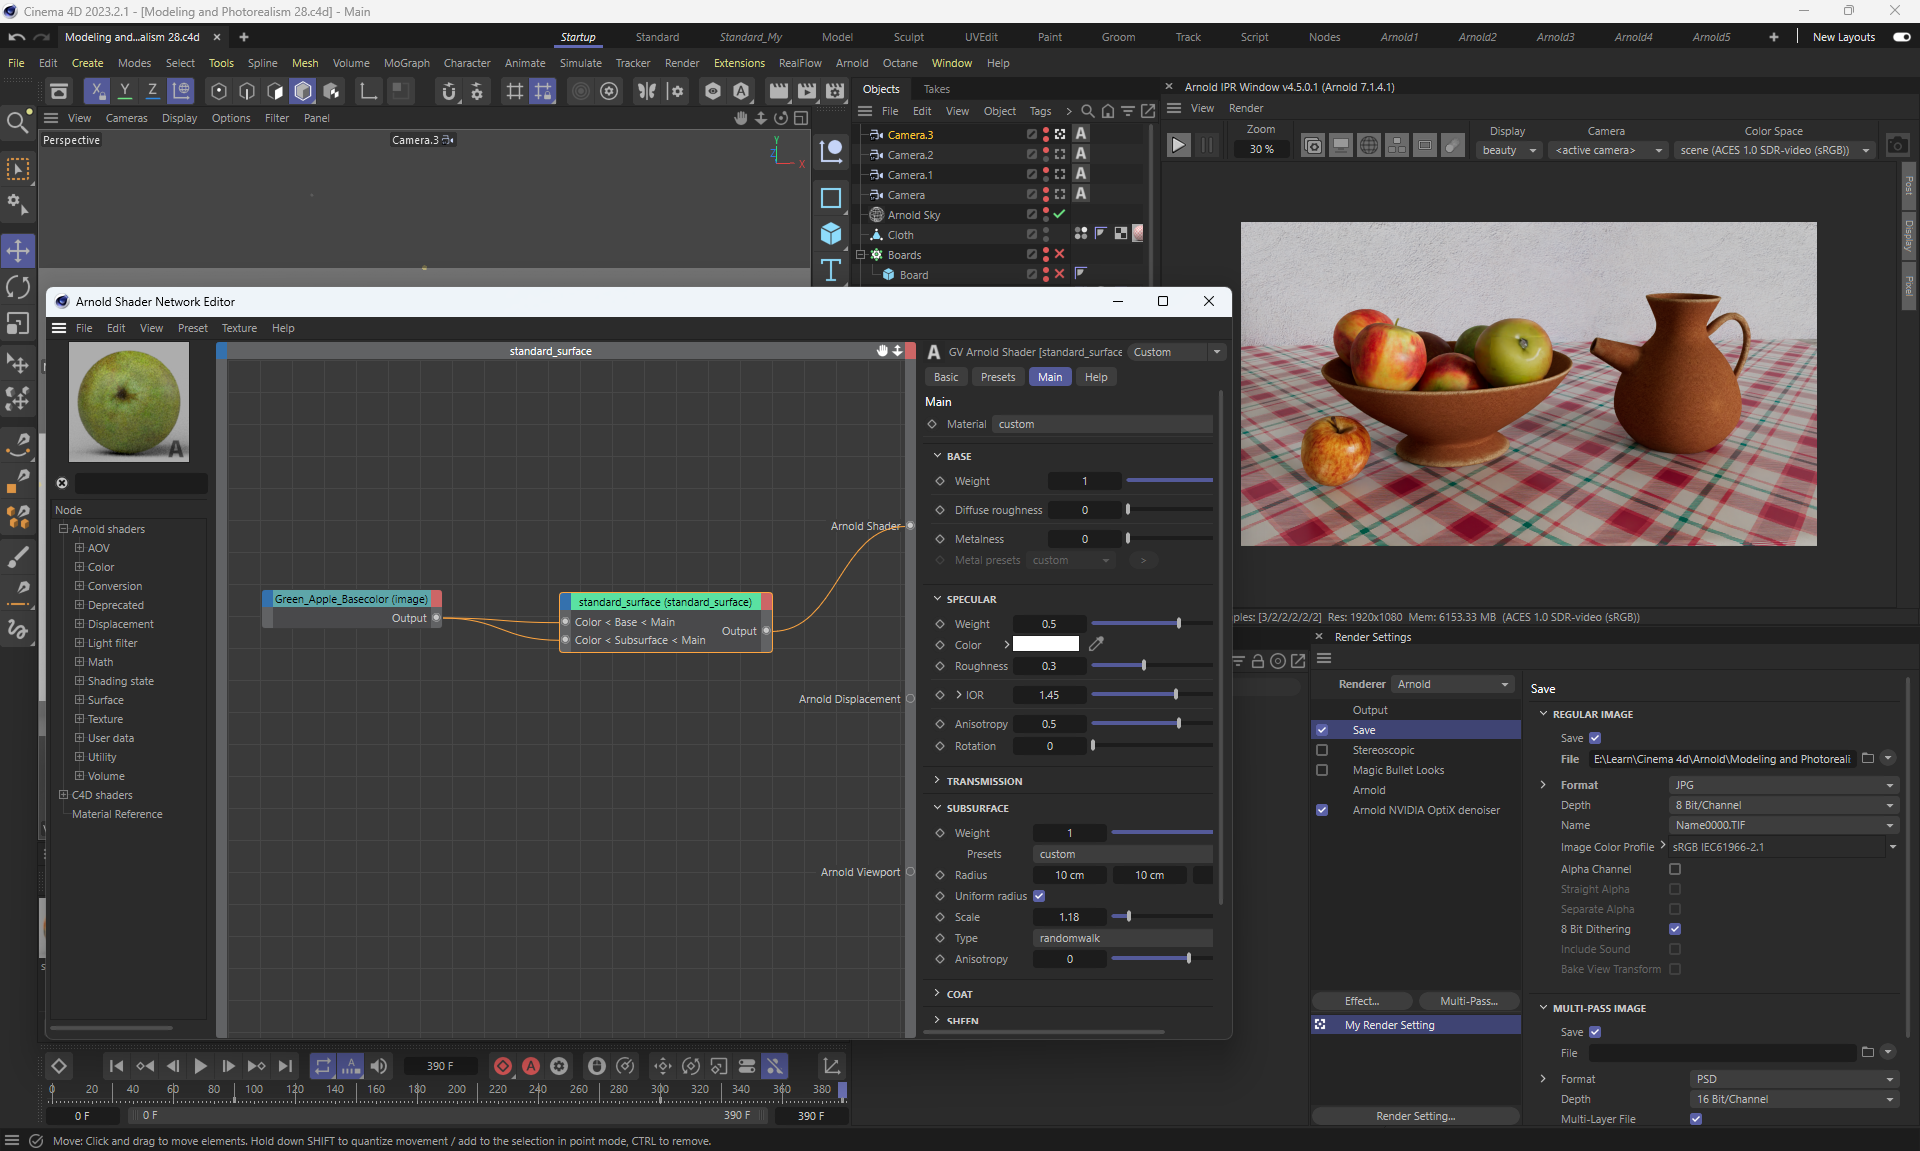 Cinema 4D 2023.2.1 - [Modeling and Photorealism 28.c4d] - Main
Modeling and...alism 28.c4d
Startup Standard Standard_My Model Sculpt UVEdit Paint Groom Track Script Nodes Arnold1 Arnold2 Arnold3 Arnold4 Arnold5 New Layouts
File Edit Create Modes Select Tools Spline Mesh Volume MoGraph Character Animate Simulate Tracker Render Extensions RealFlow Arnold Octane Window Help
X Y Z
View Cameras Display Options Filter Panel
Perspective
Camera.3
Y
Z
X
Objects Takes
File Edit View Object Tags
Camera.3
Camera.2
Camera.1
Camera
Arnold Sky
Cloth
Boards
Board
Arnold IPR Window v4.5.0.1 (Arnold 7.1.4.1)
View Render
Zoom Display Camera Color Space
30 % beauty <active camera> scene (ACES 1.0 SDR-video (sRGB))
Post
Display
Pixel
Arnold Shader Network Editor
File Edit View Preset Texture Help
standard_surface
Node
Arnold shaders
AOV
Color
Conversion
Deprecated
Displacement
Light filter
Math
Shading state
Surface
Texture
User data
Utility
Volume
C4D shaders
Material Reference
Green_Apple_Basecolor (image)
Output
standard_surface (standard_surface)
Color < Base < Main
Color < Subsurface < Main
Output
Arnold Shader
Arnold Displacement
Arnold Viewport
GV Arnold Shader [standard_surface Custom
Basic Presets Main Help
Main
Material custom
BASE
Weight 1
Diffuse roughness 0
Metalness 0
Metal presets custom >
SPECULAR
Weight 0.5
Color
Roughness 0.3
IOR 1.45
Anisotropy 0.5
Rotation 0
TRANSMISSION
SUBSURFACE
Weight 1
Presets custom
Radius 10 cm 10 cm
Uniform radius
Scale 1.18
Type randomwalk
Anisotropy 0
COAT
SHEEN
ples: [3/2/2/2/2/2] Res: 1920x1080 Mem: 6153.33 MB (ACES 1.0 SDR-video (sRGB))
Render Settings
Renderer Arnold
Output
Save
Stereoscopic
Magic Bullet Looks
Arnold
Arnold NVIDIA OptiX denoiser
Effect... Multi-Pass...
My Render Setting
Render Setting...
Save
REGULAR IMAGE
Save
File E:\Learn\Cinema 4d\Arnold\Modeling and Photoreali
Format JPG
Depth 8 Bit/Channel
Name Name0000.TIF
Image Color Profile sRGB IEC61966-2.1
Alpha Channel
Straight Alpha
Separate Alpha
8 Bit Dithering
Include Sound
Bake View Transform
MULTI-PASS IMAGE
Save
File
Format PSD
Depth 16 Bit/Channel
Multi-Layer File
390 F
0 20 40 60 80 100 120 140 160 180 200 220 240 260 280 300 320 340 360 380
0 F 0 F 390 F 390 F
Move: Click and drag to move elements. Hold down SHIFT to quantize movement / add to the selection in point mode, CTRL to remove.